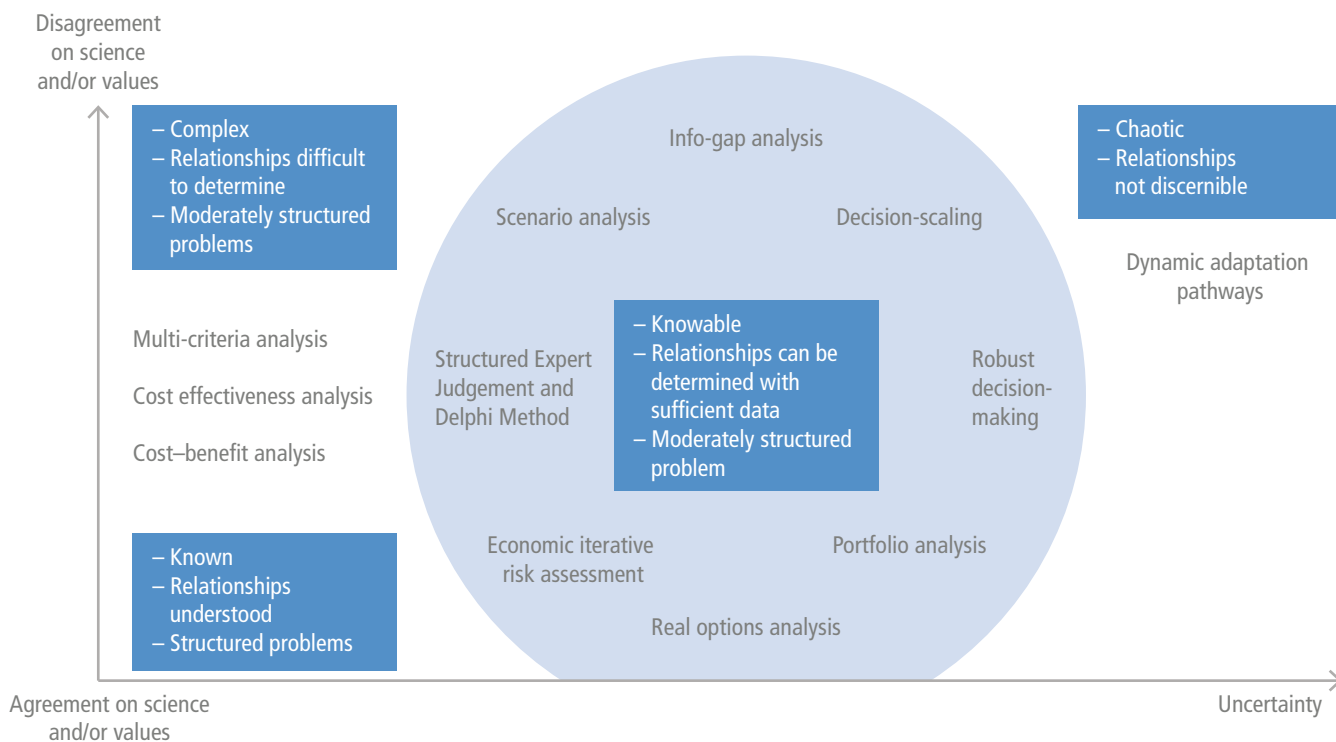 Disagreement
on science
and/or values
– Complex
– Relationships difficult
to determine
– Moderately structured
problems
Info-gap analysis
– Chaotic
– Relationships
not discernible
Scenario analysis
Decision-scaling
Dynamic adaptation
pathways
Multi-criteria analysis
Cost effectiveness analysis
Cost–benefit analysis
Structured Expert
Judgement and
Delphi Method
– Knowable
– Relationships can be
determined with
sufficient data
– Moderately structured
problem
Robust
decision-
making
– Known
– Relationships
understood
– Structured problems
Economic iterative
risk assessment
Portfolio analysis
Real options analysis
Agreement on science
and/or values
Uncertainty